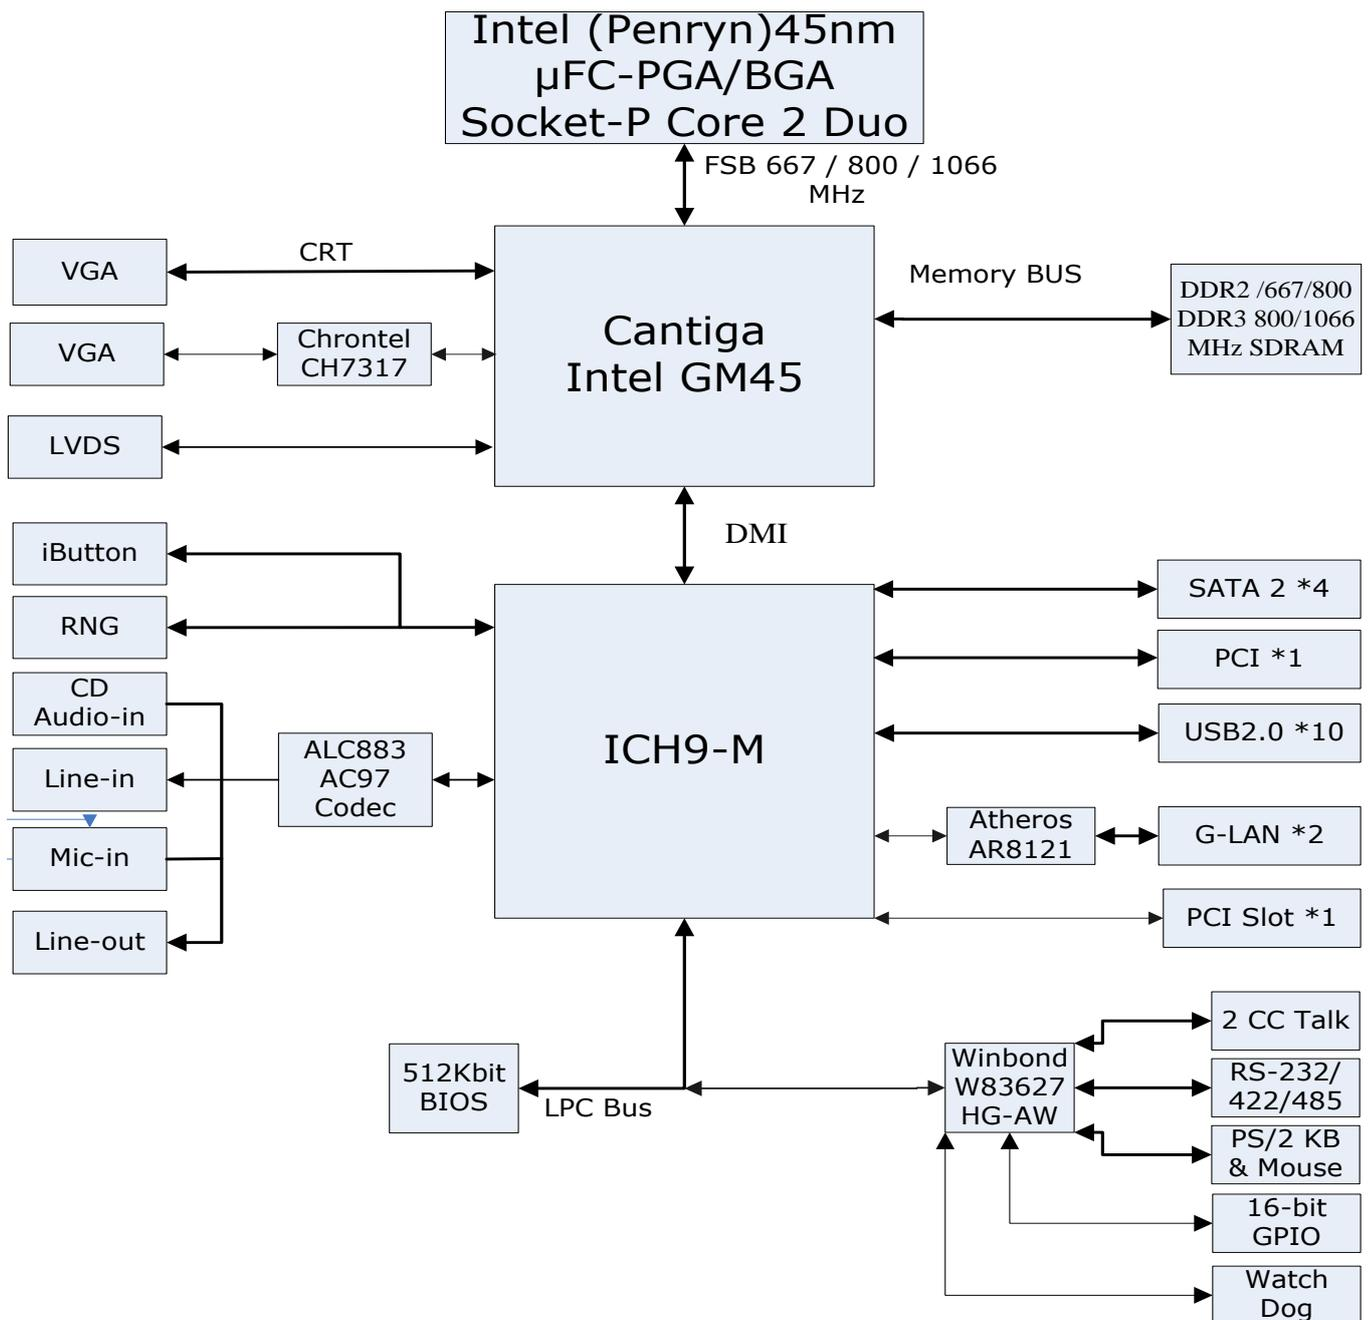 Intel (Penryn)45nm
µFC-PGA/BGA
Socket-P Core 2 Duo
FSB 667 / 800 / 1066
MHz
VGA
CRT
VGA
Chrontel
CH7317
LVDS
Cantiga
Intel GM45
Memory BUS
DDR2 /667/800
DDR3 800/1066
MHz SDRAM
DMI
iButton
RNG
CD
Audio-in
Line-in
Mic-in
Line-out
ALC883
AC97
Codec
ICH9-M
SATA 2 *4
PCI *1
USB2.0 *10
Atheros
AR8121
G-LAN *2
PCI Slot *1
512Kbit
BIOS
LPC Bus
Winbond
W83627
HG-AW
2 CC Talk
RS-232/
422/485
PS/2 KB
& Mouse
16-bit
GPIO
Watch
Dog